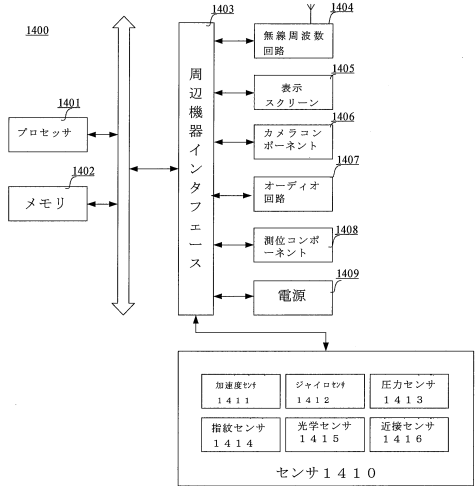 1400
1401
プロセッサ
1402
メモリ
1403
周辺機器インタフェース
1404
無線周波数
回路
1405
表示
スクリーン
1406
カメラコン
ポーネント
1407
オーディオ
回路
1408
測位コンポ
ーネント
1409
電源
加速度センサ
1411
ジャイロセンサ
1412
圧力センサ
1413
指紋センサ
1414
光学センサ
1415
近接センサ
1416
センサ1410